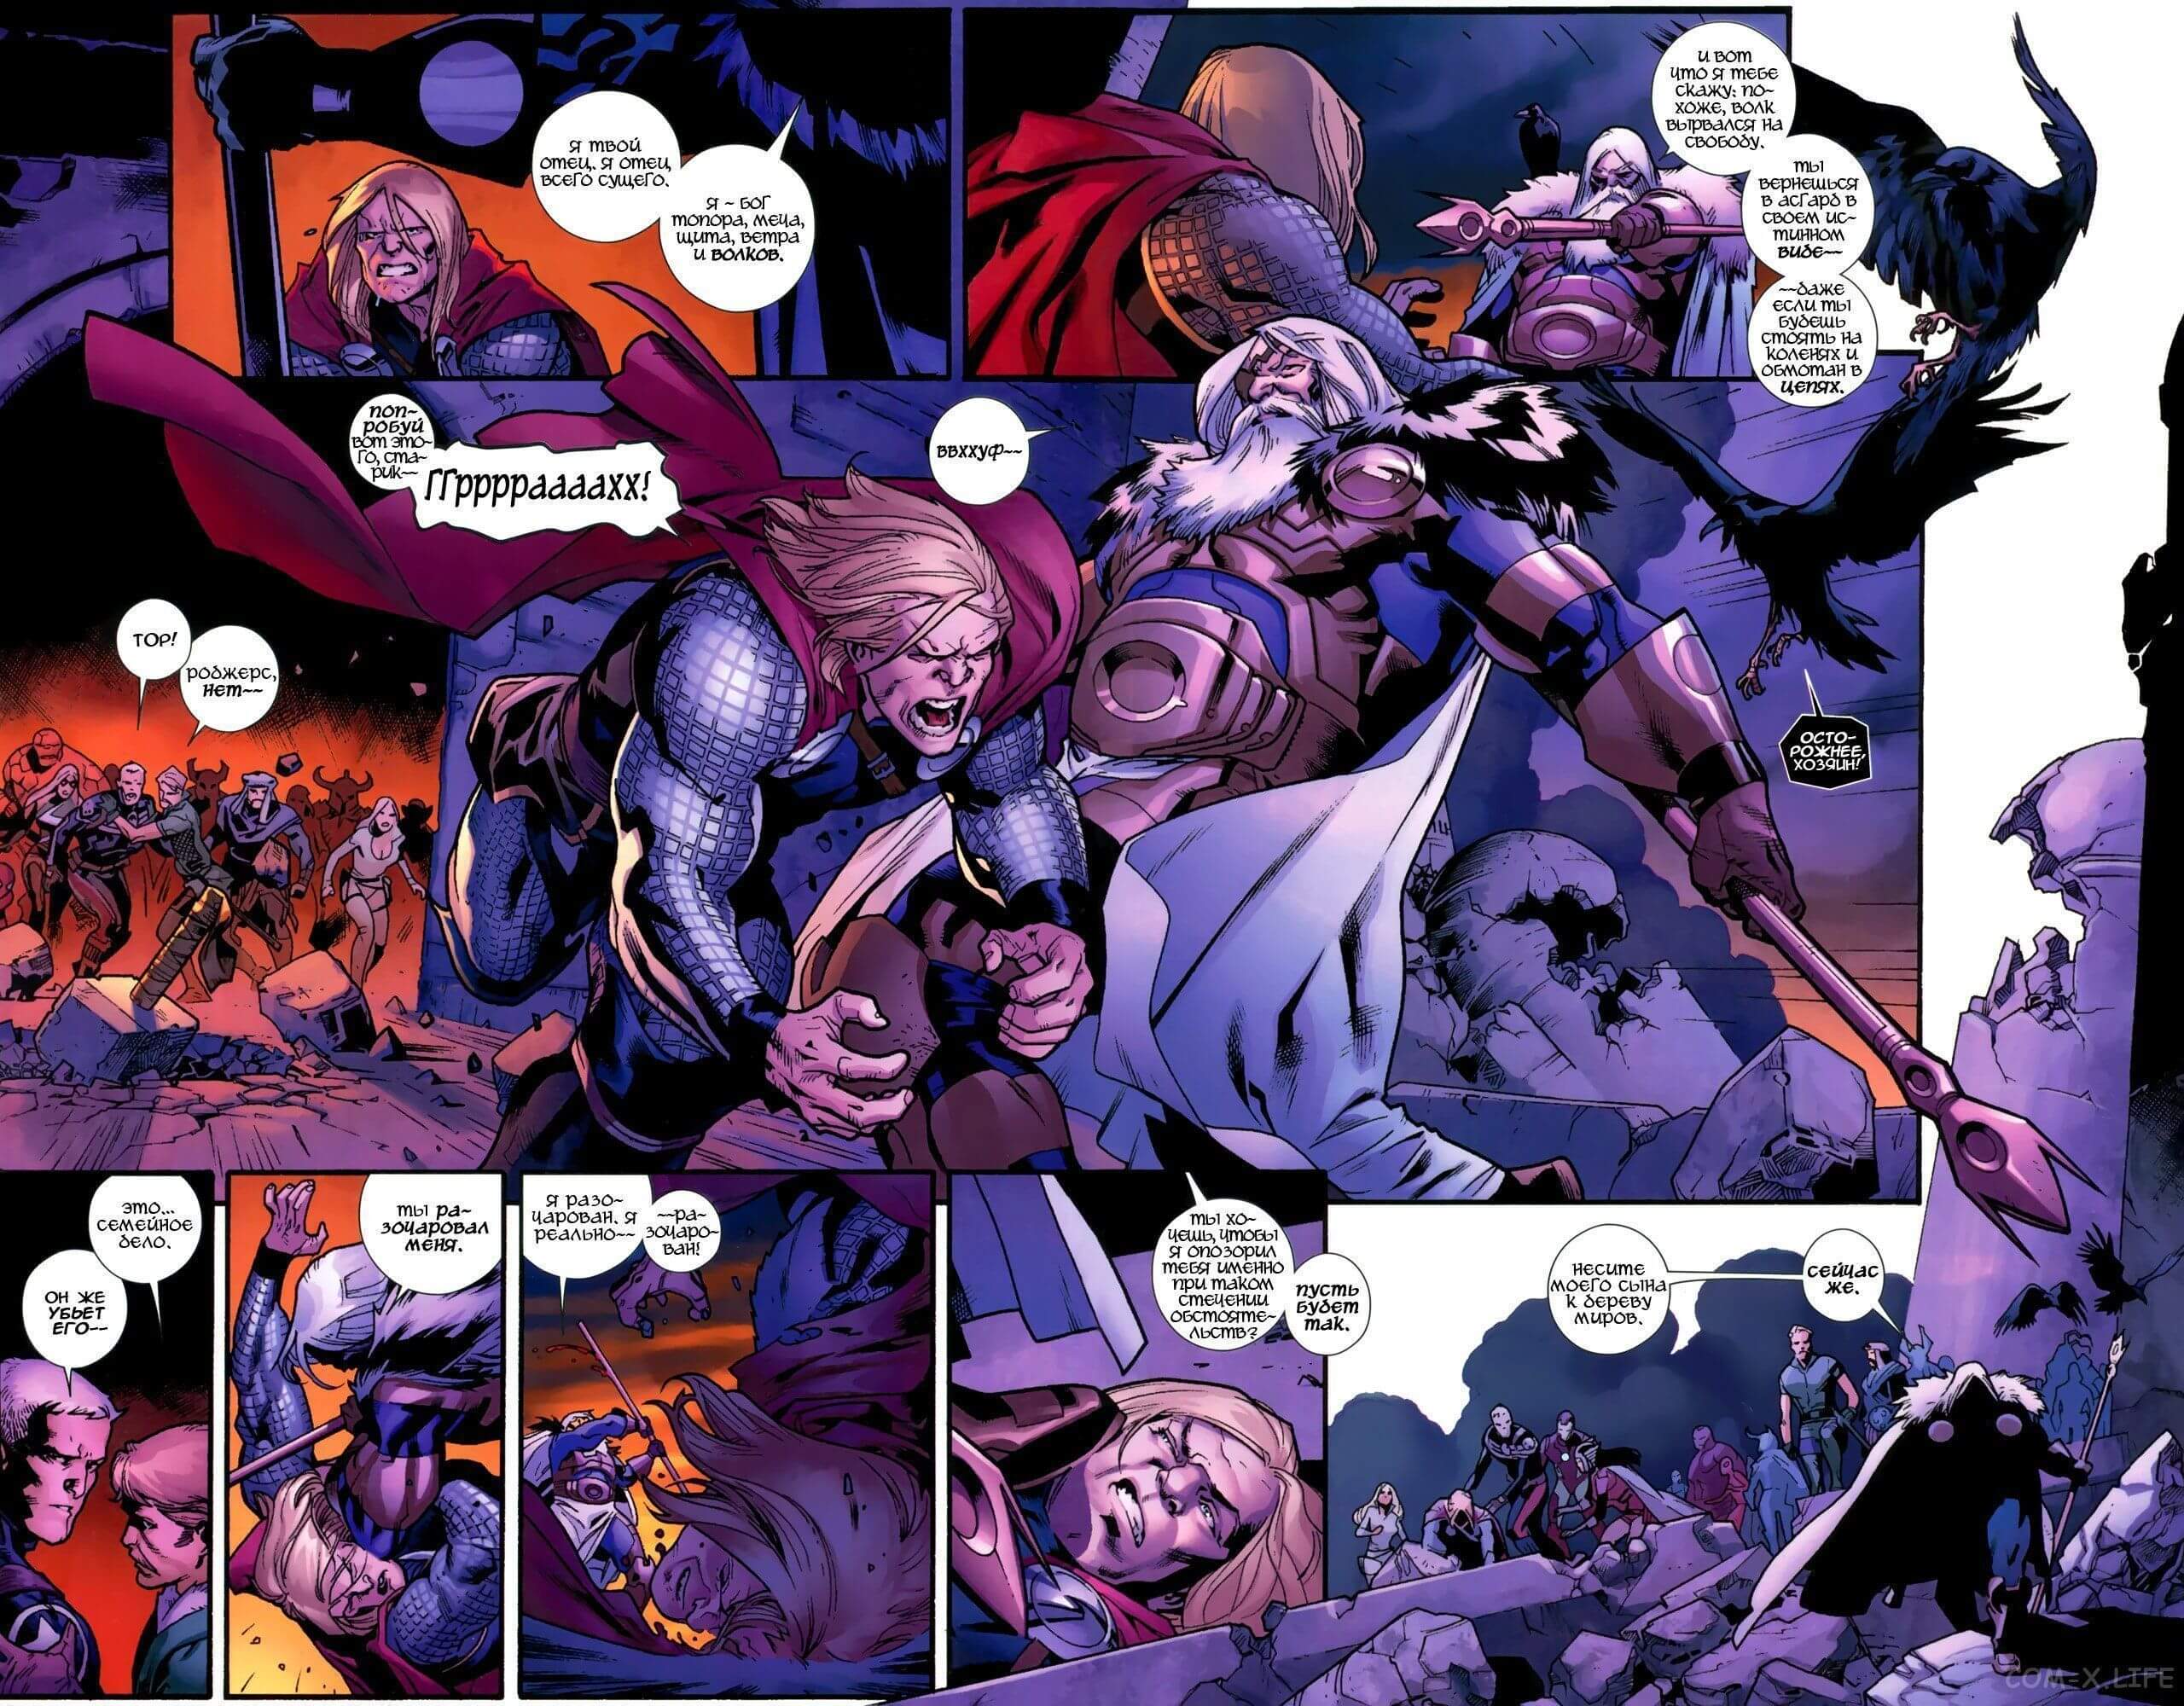 Я ТВОЙ
ОТЕЦ. Я ОТЕЦ
ВСЕГО СУЩЕГО.
Я - БОГ
ТОПОРА, МЕЧА,
ЩИТА, ВЕТРА
И ВОЛКОВ.
И ВОТ
ЧТО Я ТЕБЕ
СКАЖУ: ПО-
ХОЖЕ, ВОЛК
ВЫРВАЛСЯ НА
СВОБОДУ.
ТЫ
ВЕРНЕШЬСЯ
В АСГАРД В
СВОЕМ ИС-
ТИННОМ
ВИДЕ--
--ДАЖЕ
ЕСЛИ ТЫ
БУДЕШЬ
СТОЯТЬ НА
КОЛЕНЯХ И
ОБМОТАН В
ЦЕПЯХ.
ПОП-
РОБУЙ
ВОТ ЭТО-
ГО, СТА-
РИК--
ГГрррраааахх!
ВВХХУФ--
ТОР!
РОДЖЕРС,
НЕТ--
ОСТО-
РОЖНЕЕ,
ХОЗЯИН!
ЭТО...
СЕМЕЙНОЕ
ДЕЛО.
ОН ЖЕ
УБЬЕТ
ЕГО--
ТЫ РА-
ЗОЧАРОВАЛ
МЕНЯ.
Я РАЗО-
ЧАРОВАН. Я
РЕАЛЬНО--
--РА-
ЗОЧАРО-
ВАН!
ТЫ ХО-
ЧЕШЬ, ЧТОБЫ
Я ОПОЗОРИЛ
ТЕБЯ ИМЕННО
ПРИ ТАКОМ
СТЕЧЕНИИ
ОБСТОЯТЕ-
ЛЬСТВ?
ПУСТЬ
БУДЕТ
ТАК.
НЕСИТЕ
МОЕГО СЫНА
К ДЕРЕВУ
МИРОВ.
СЕЙЧАС
ЖЕ.
COM-X.LIFE